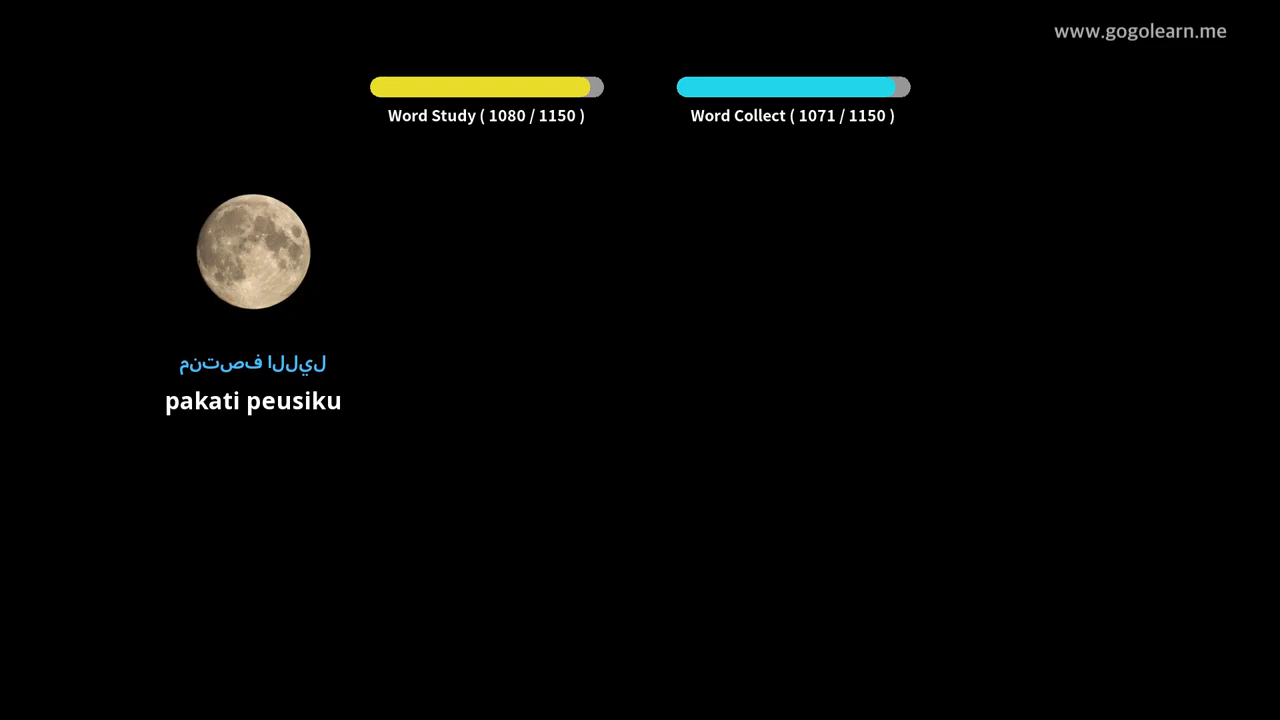 www.gogolearn.me
Word Study ( 1080 / 1150 )
Word Collect ( 1071 / 1150 )
منتصف الليل
pakati peusiku